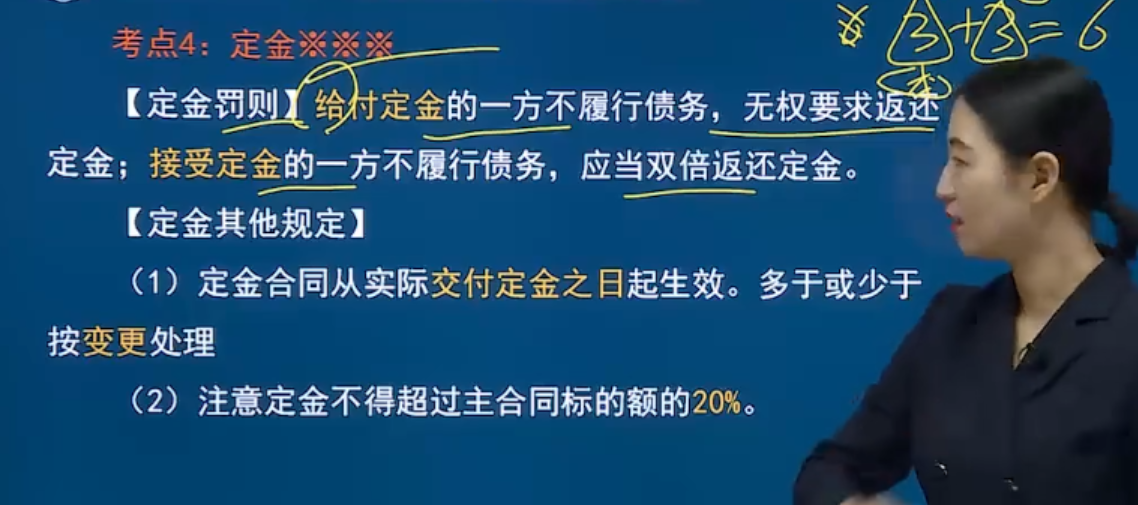 ※ 3+3=6
考点4：定金※※※
【定金罚则】给付定金的一方不履行债务，无权要求返还
定金；接受定金的一方不履行债务，应当双倍返还定金。
【定金其他规定】
（1）定金合同从实际交付定金之日起生效。多于或少于
按变更处理
（2）注意定金不得超过主合同标的额的20%。